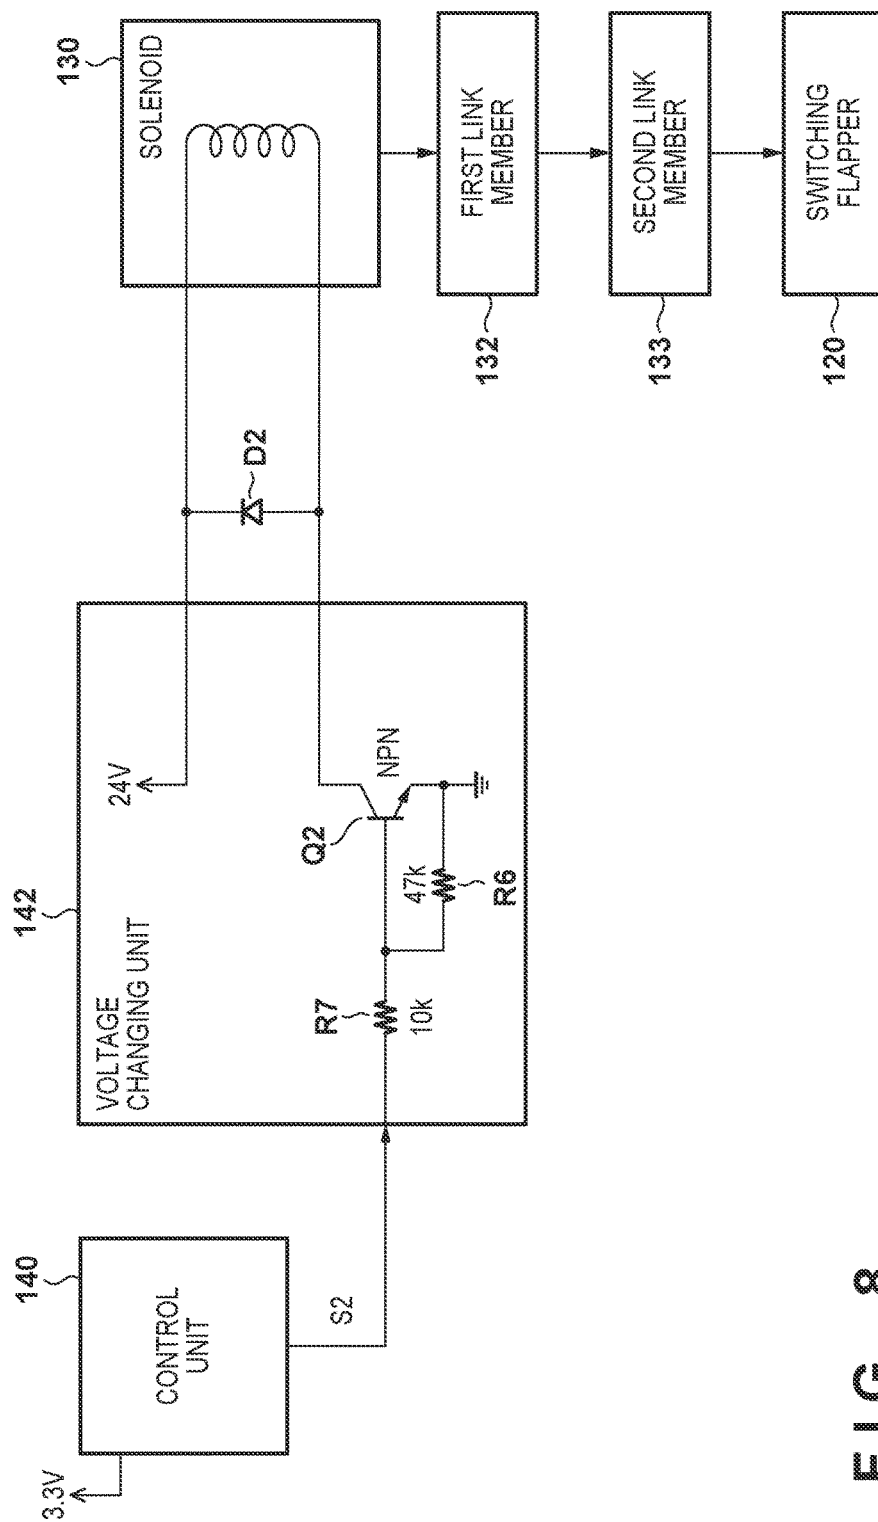 3.3V
140
CONTROL
UNIT
S2
142
VOLTAGE
CHANGING UNIT
24V
R7
10k
47k
R6
Q2
NPN
D2
130
SOLENOID
FIRST LINK
MEMBER
132
SECOND LINK
MEMBER
133
SWITCHING
FLAPPER
120
FIG. 8